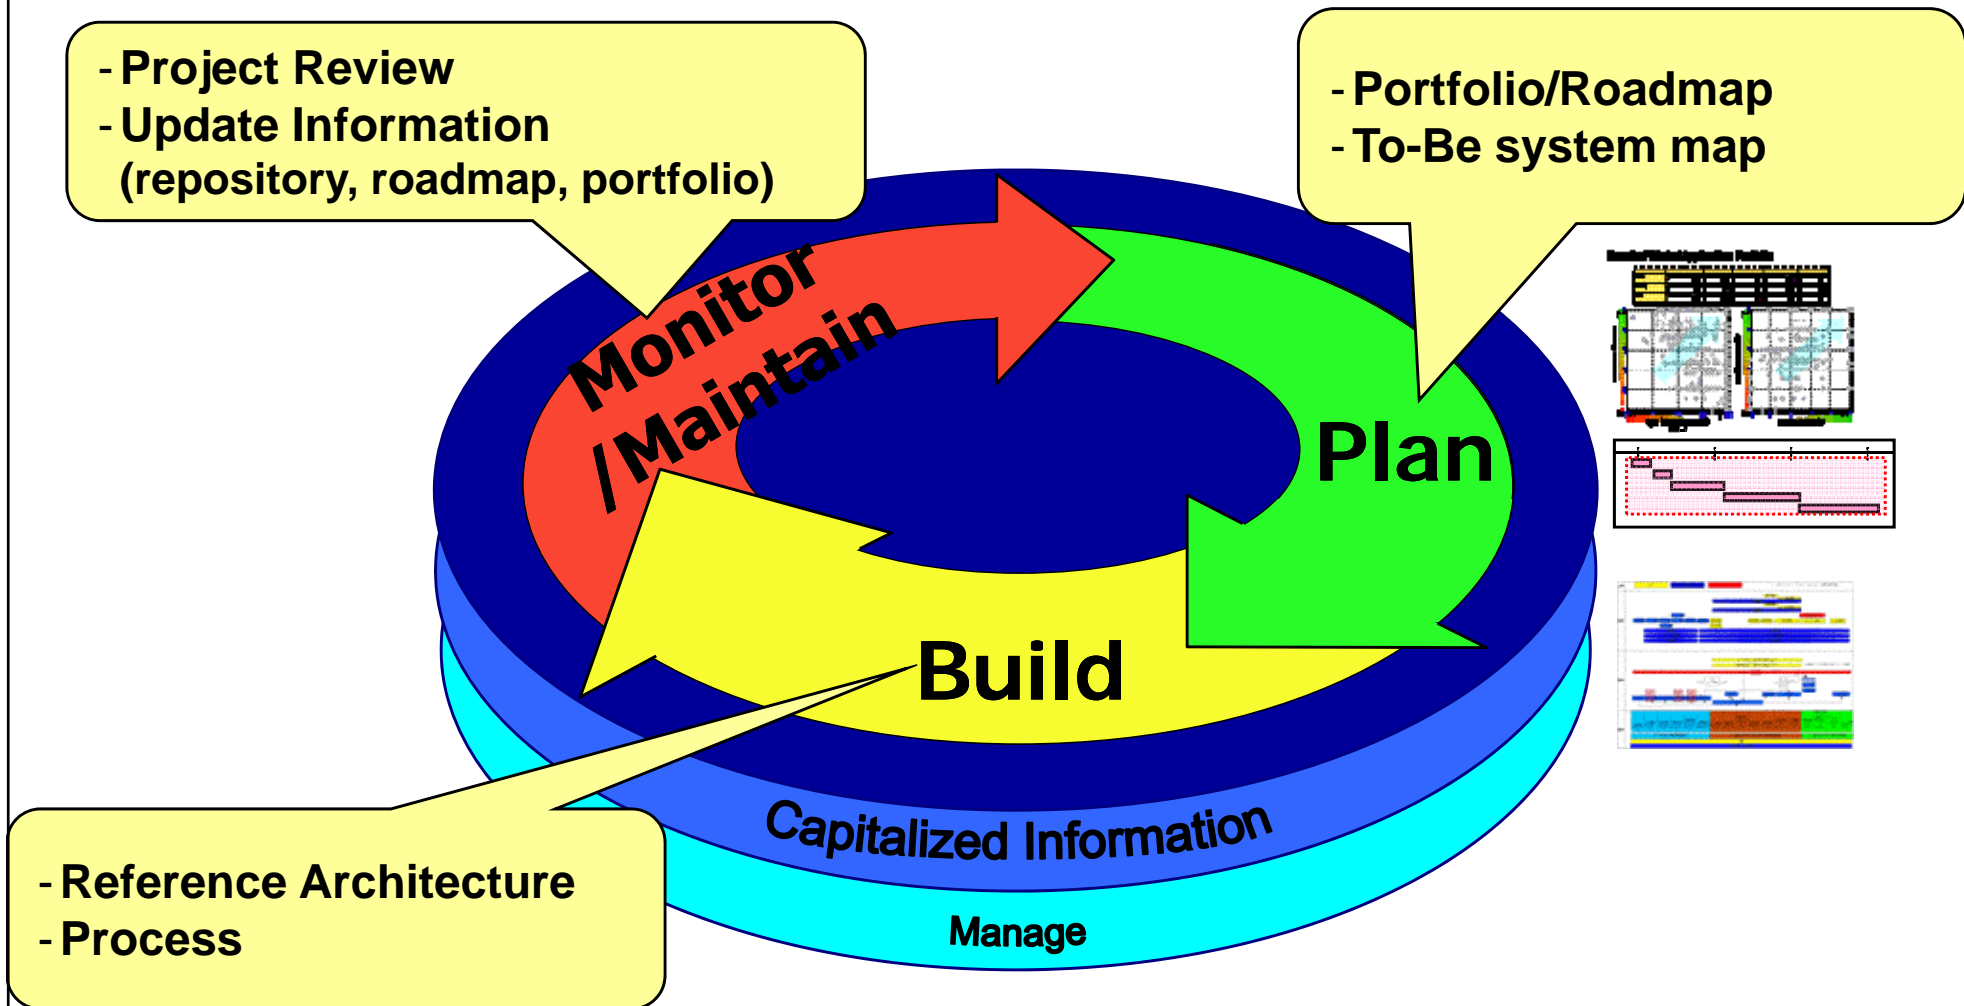 - Project Review
- Update Information
(repository, roadmap, portfolio)
- Portfolio/Roadmap
- To-Be system map
Monitor
/Maintain
Plan
Build
Capitalized Information
Manage
- Reference Architecture
- Process